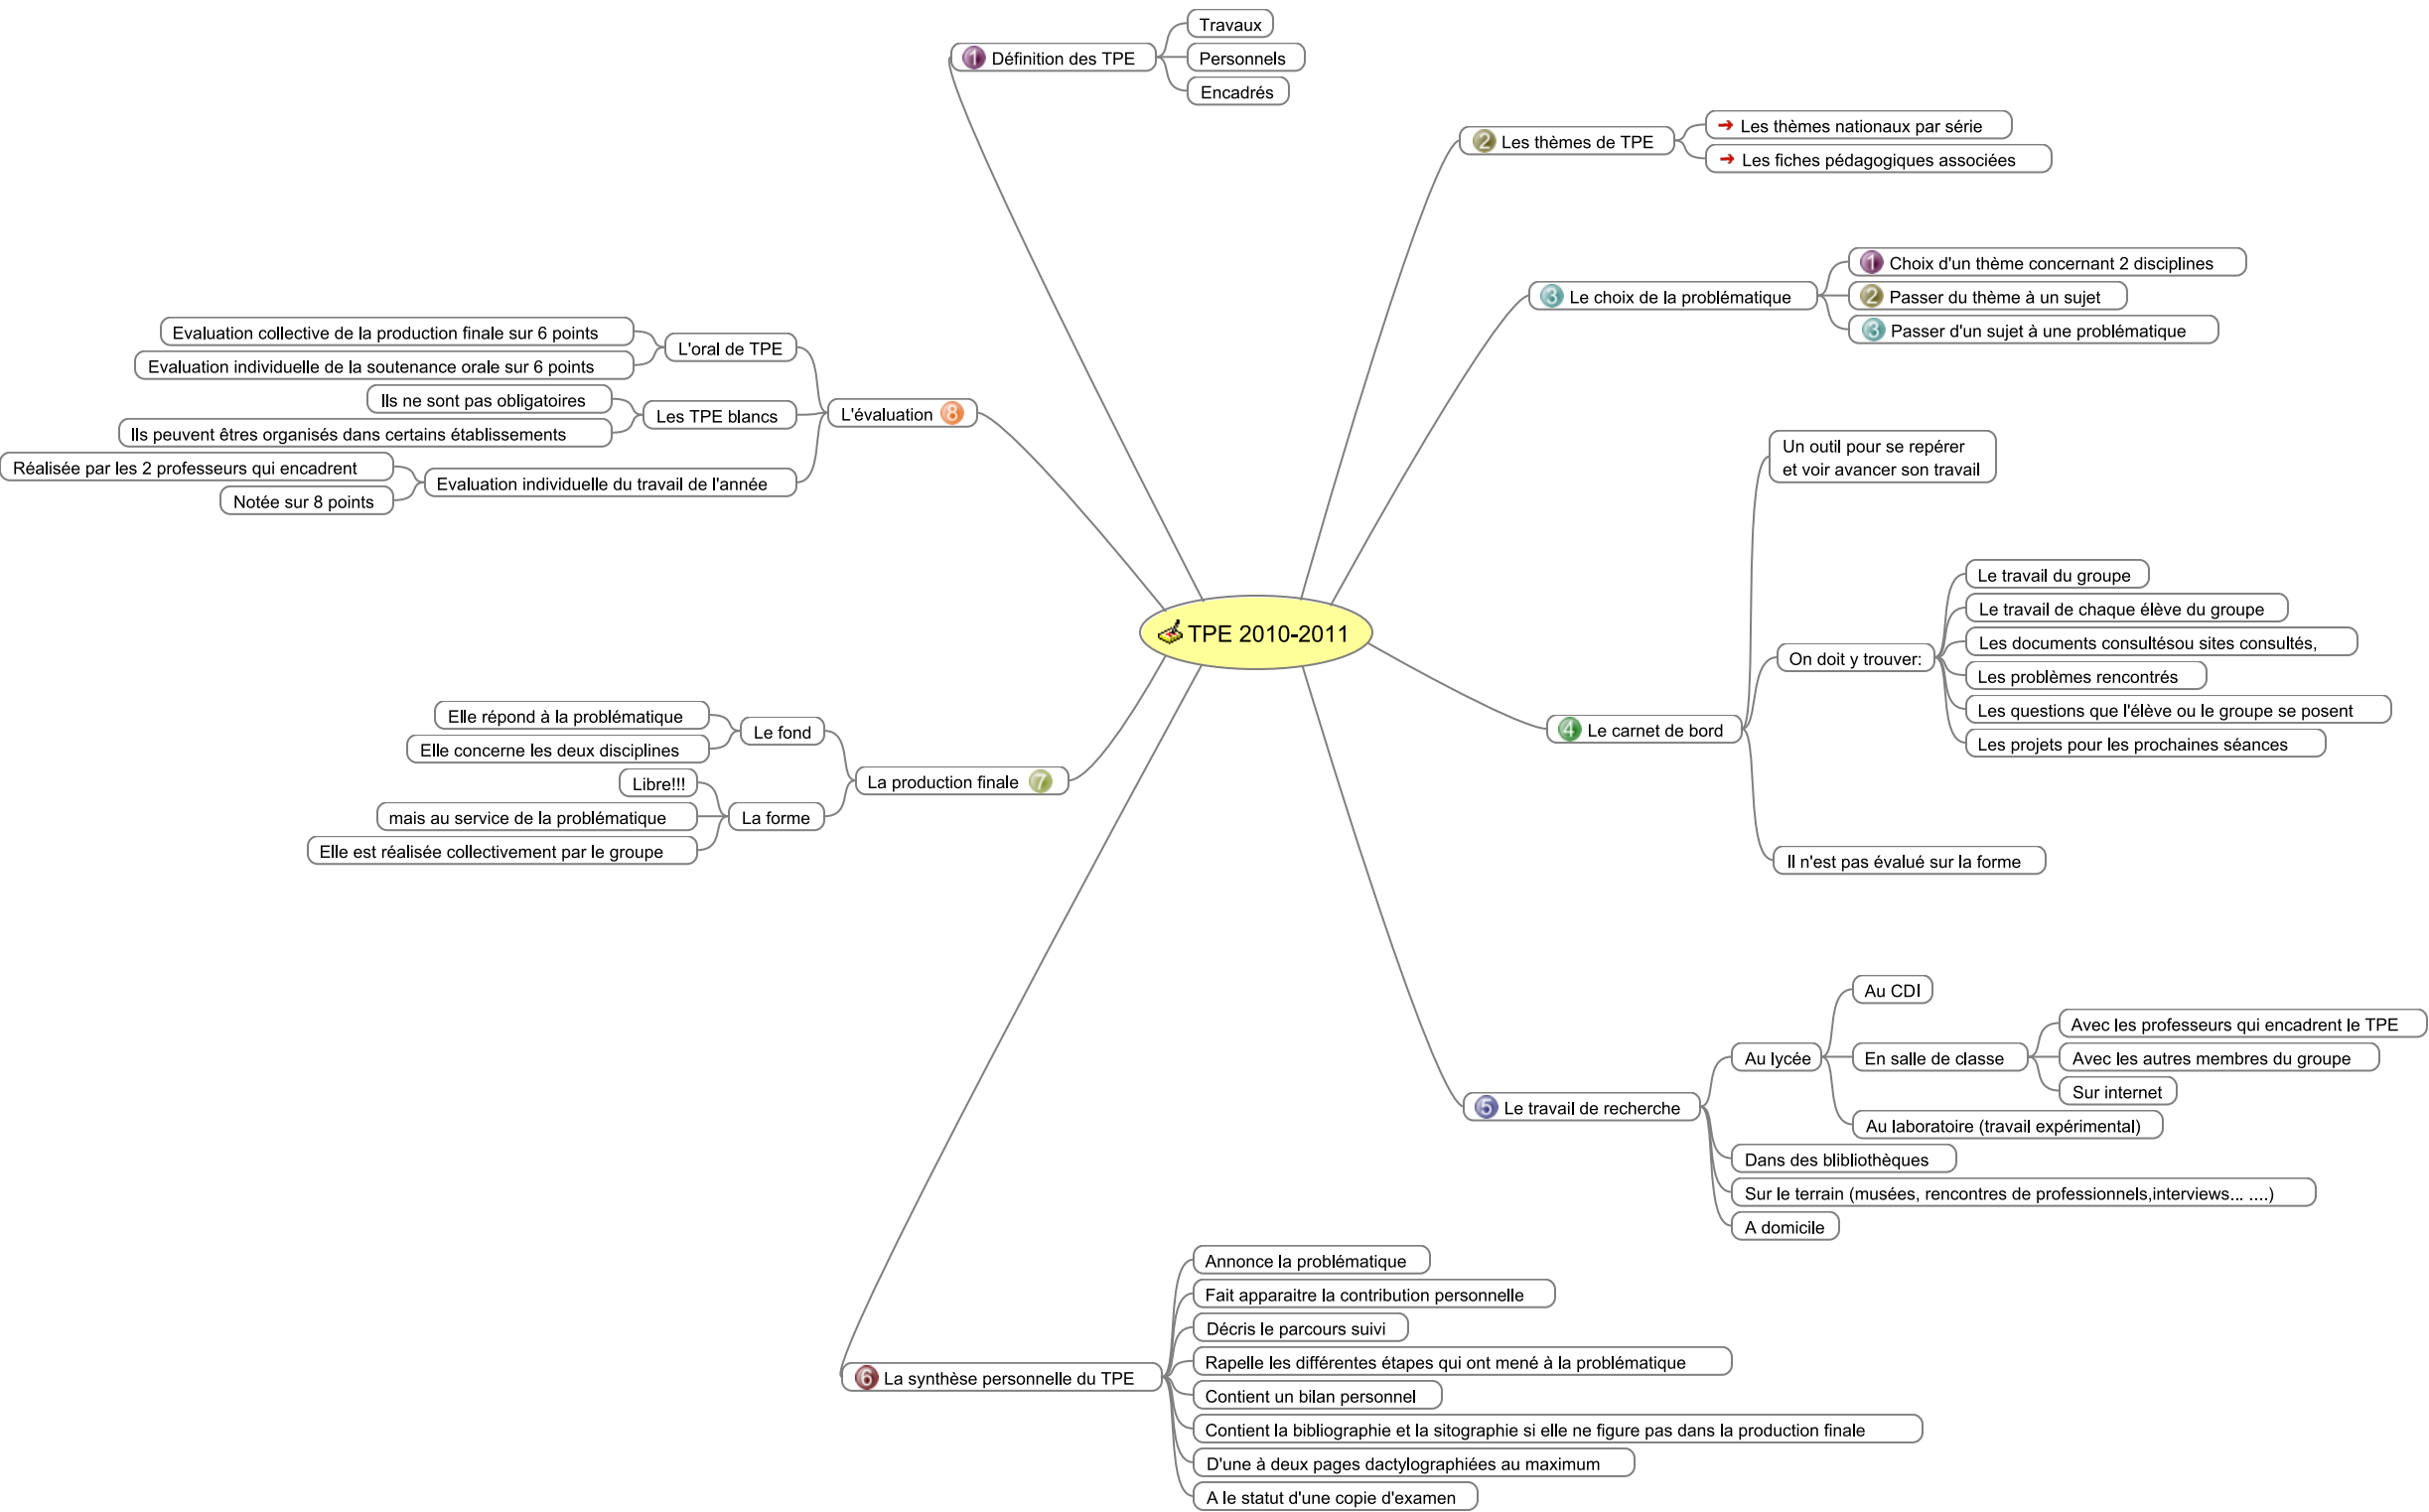 TPE 2010-2011
1 Définition des TPE
Travaux
Personnels
Encadrés
2 Les thèmes de TPE
Les thèmes nationaux par série
Les fiches pédagogiques associées
3 Le choix de la problématique
1 Choix d'un thème concernant 2 disciplines
2 Passer du thème à un sujet
3 Passer d'un sujet à une problématique
4 Le carnet de bord
Un outil pour se repérer
et voir avancer son travail
On doit y trouver:
Le travail du groupe
Le travail de chaque élève du groupe
Les documents consultésou sites consultés,
Les problèmes rencontrés
Les questions que l'élève ou le groupe se posent
Les projets pour les prochaines séances
Il n'est pas évalué sur la forme
5 Le travail de recherche
Au lycée
Au CDI
En salle de classe
Avec les professeurs qui encadrent le TPE
Avec les autres membres du groupe
Sur internet
Au laboratoire (travail expérimental)
Dans des blibliothèques
Sur le terrain (musées, rencontres de professionnels,interviews... ....)
A domicile
6 La synthèse personnelle du TPE
Annonce la problématique
Fait apparaitre la contribution personnelle
Décris le parcours suivi
Rapelle les différentes étapes qui ont mené à la problématique
Contient un bilan personnel
Contient la bibliographie et la sitographie si elle ne figure pas dans la production finale
D'une à deux pages dactylographiées au maximum
A le statut d'une copie d'examen
La production finale 7
Le fond
Elle répond à la problématique
Elle concerne les deux disciplines
La forme
Libre!!!
mais au service de la problématique
Elle est réalisée collectivement par le groupe
L'évaluation 8
L'oral de TPE
Evaluation collective de la production finale sur 6 points
Evaluation individuelle de la soutenance orale sur 6 points
Les TPE blancs
Ils ne sont pas obligatoires
Ils peuvent êtres organisés dans certains établissements
Evaluation individuelle du travail de l'année
Réalisée par les 2 professeurs qui encadrent
Notée sur 8 points